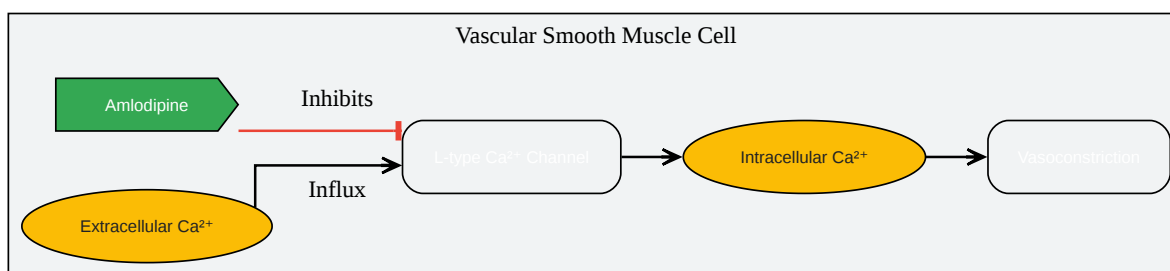 Vascular Smooth Muscle Cell
Amlodipine
Inhibits
L-type Ca²⁺ Channel
Intracellular Ca²⁺
Vasoconstriction
Influx
Extracellular Ca²⁺